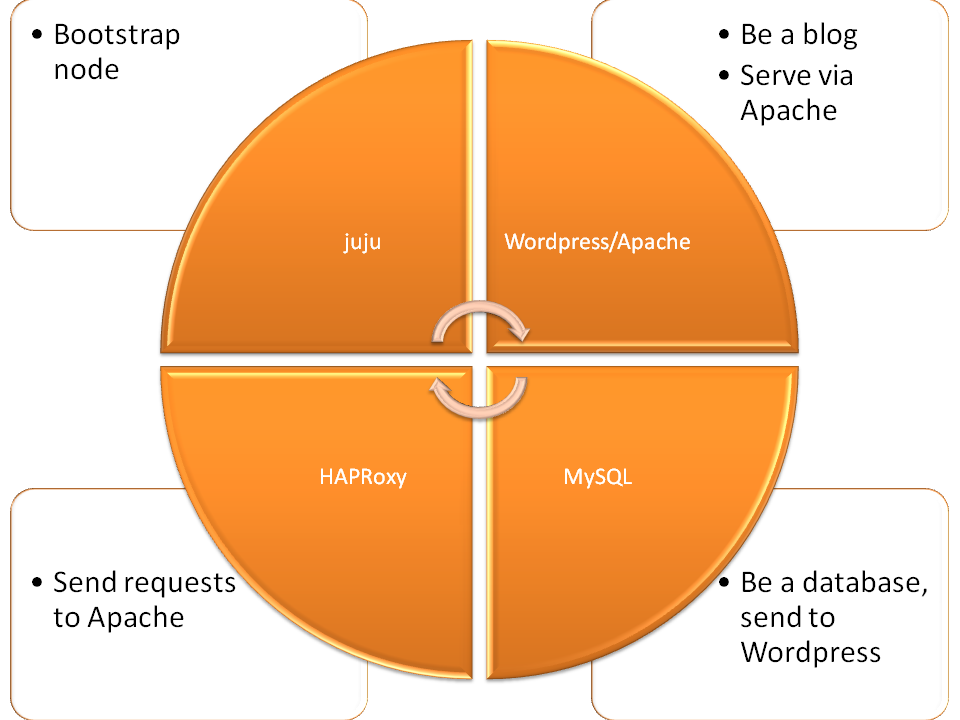 • Bootstrap
node
• Be a blog
• Serve via
Apache
juju
Wordpress/Apache
HAPRoxy
MySQL
• Send requests
to Apache
• Be a database,
send to
Wordpress